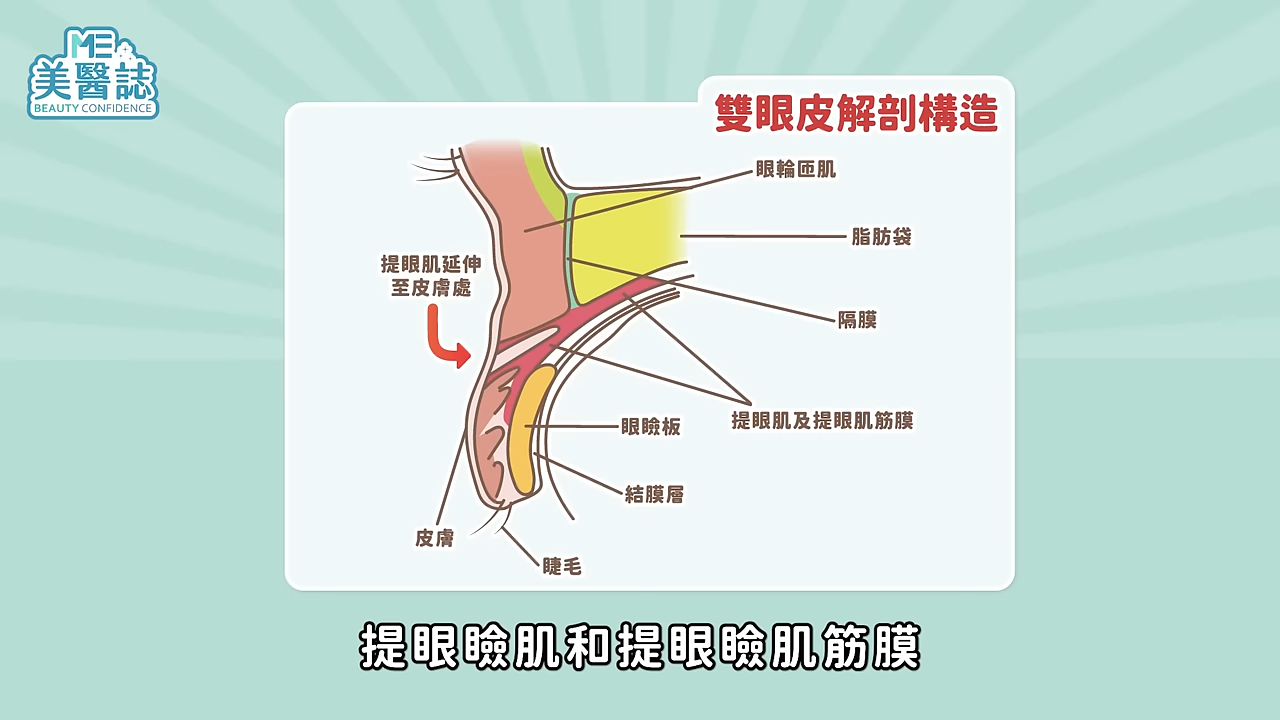 ME
美醫誌
BEAUTY CONFIDENCE
雙眼皮解剖構造
眼輪匝肌
脂肪袋
提眼肌延伸
至皮膚處
隔膜
提眼肌及提眼肌筋膜
眼瞼板
結膜層
皮膚
睫毛
提眼瞼肌和提眼瞼肌筋膜